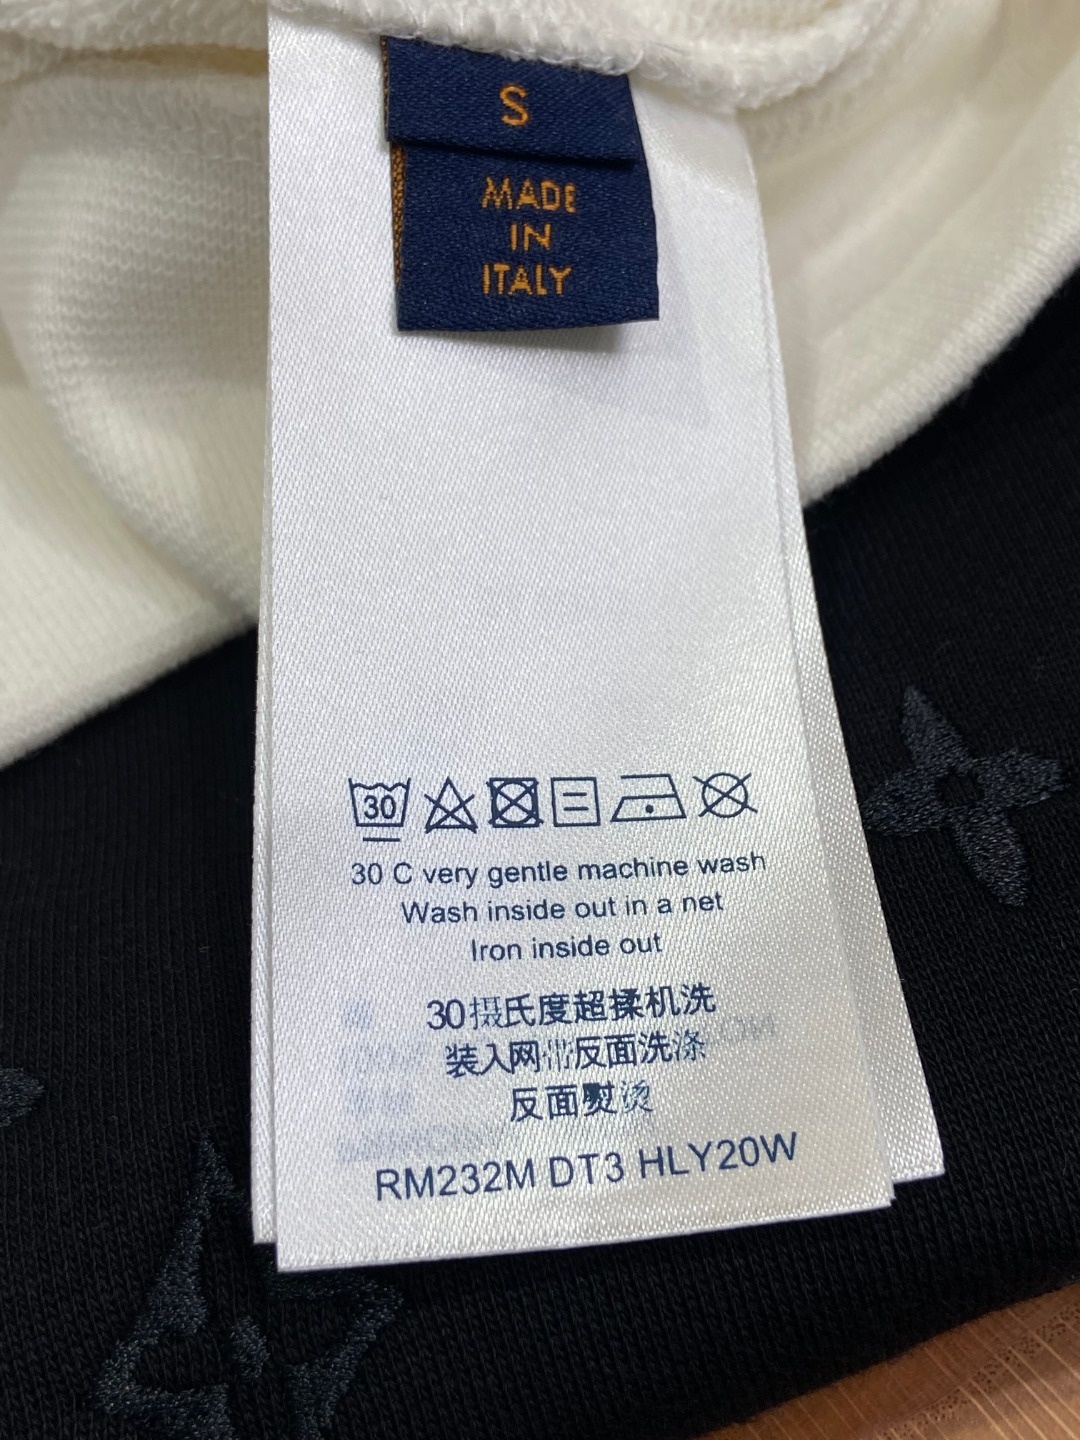 S
MADE
IN
ITALY
30
30 C very gentle machine wash
Wash inside out in a net
Iron inside out
30摄氏度超揉机洗
装入网带反面洗涤
反面熨烫
RM232M DT3 HLY20W